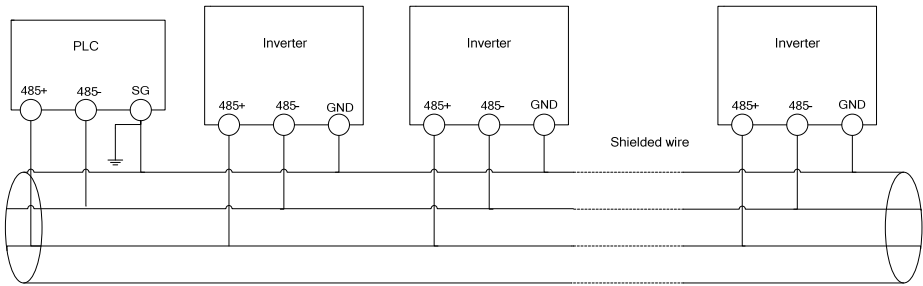 PLC
485+ 485- SG
Inverter
485+ 485- GND
Inverter
485+ 485- GND
Shielded wire
Inverter
485+ 485- GND